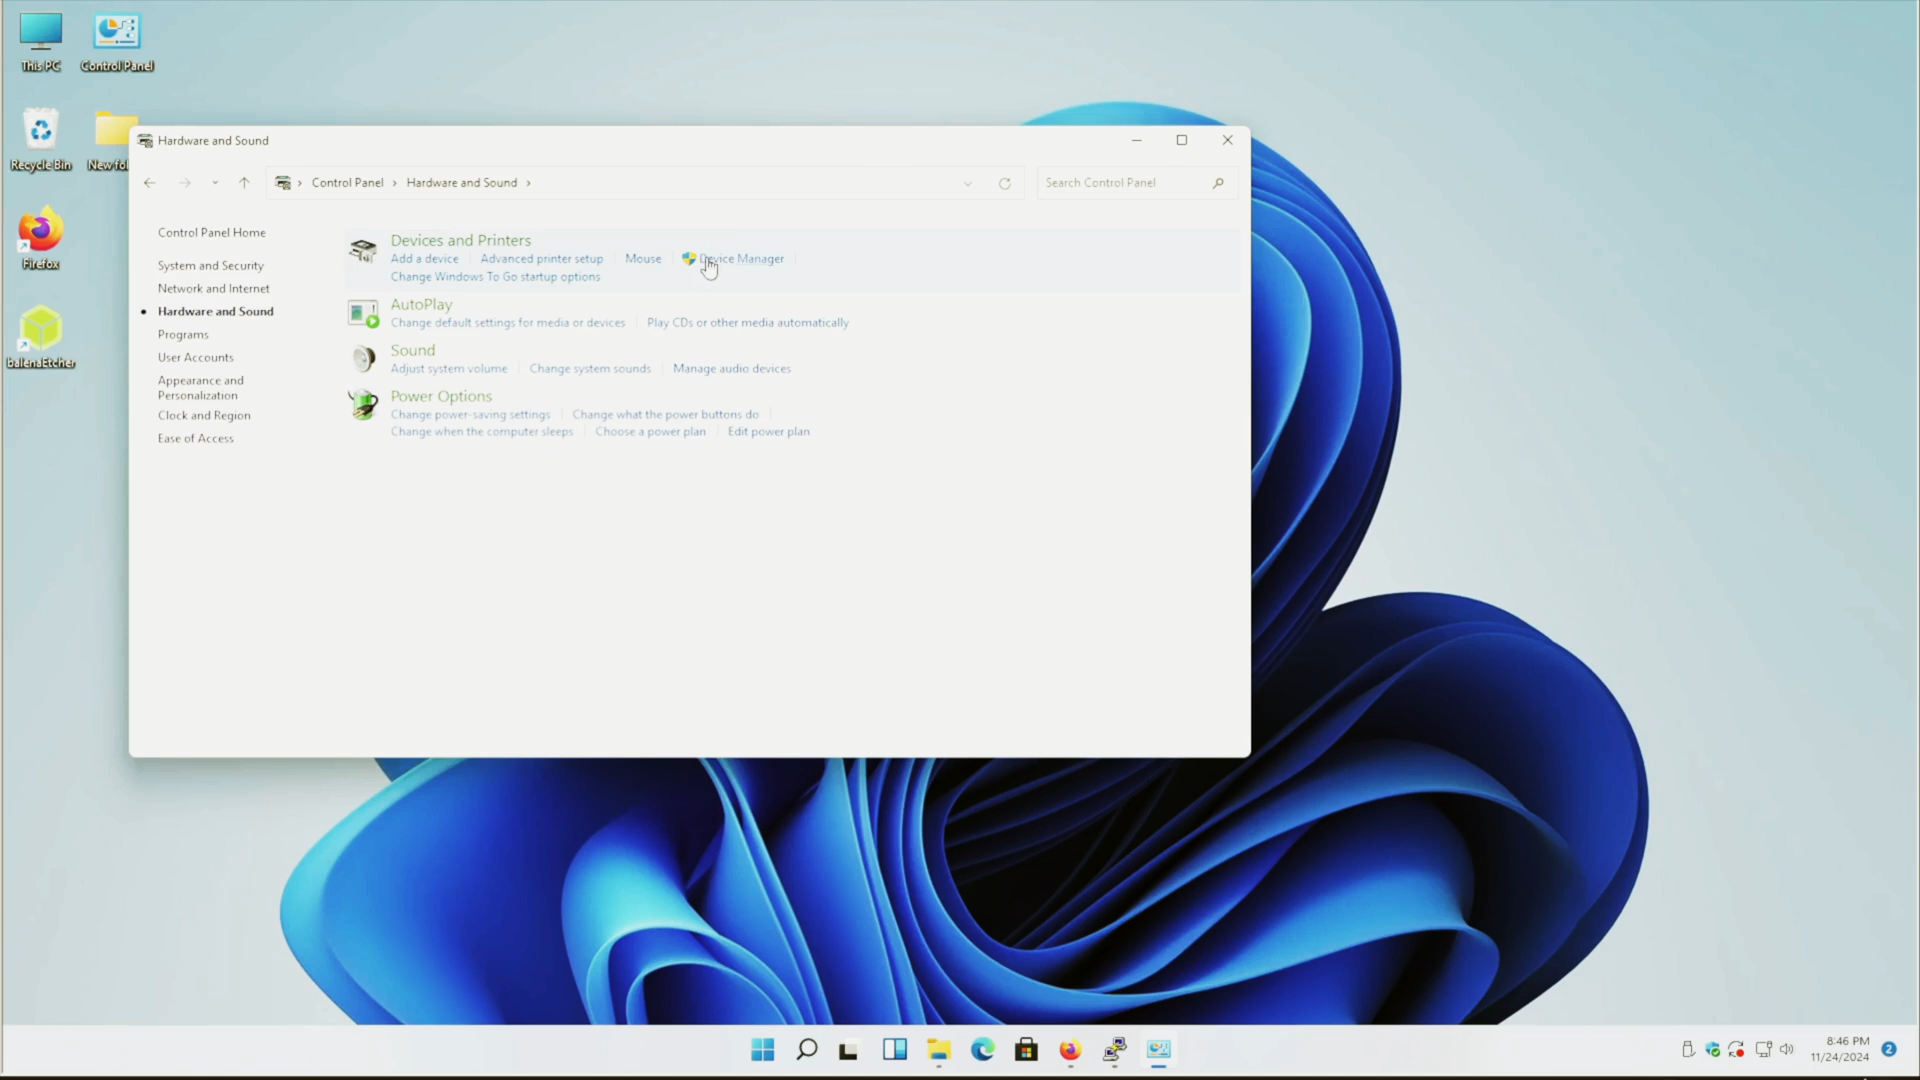 This PC
Control Panel
Recycle Bin
New fol
Firefox
balenaEtcher
Hardware and Sound
Control Panel › Hardware and Sound ›
Search Control Panel
Control Panel Home
System and Security
Network and Internet
Hardware and Sound
Programs
User Accounts
Appearance and
Personalization
Clock and Region
Ease of Access
Devices and Printers
Add a device
Advanced printer setup
Mouse
Device Manager
Change Windows To Go startup options
AutoPlay
Change default settings for media or devices
Play CDs or other media automatically
Sound
Adjust system volume
Change system sounds
Manage audio devices
Power Options
Change power-saving settings
Change what the power buttons do
Change when the computer sleeps
Choose a power plan
Edit power plan
8:46 PM
11/24/2024
2